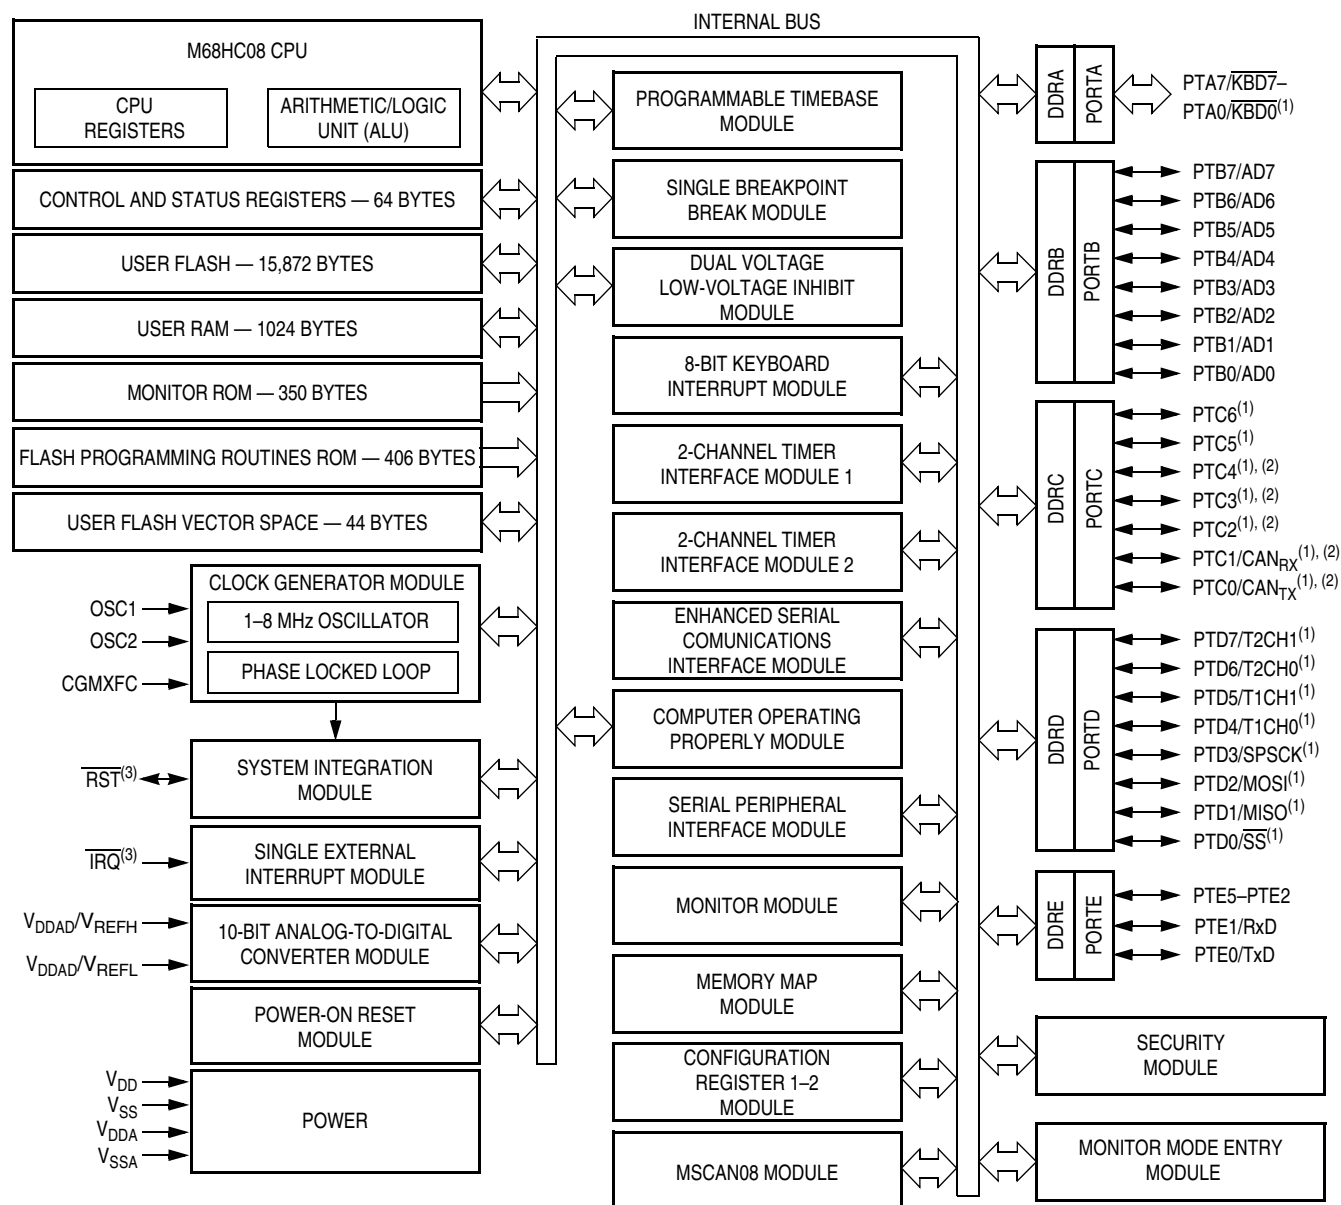 INTERNAL BUS
M68HC08 CPU
CPU
REGISTERS
ARITHMETIC/LOGIC
UNIT (ALU)
CONTROL AND STATUS REGISTERS — 64 BYTES
USER FLASH — 15,872 BYTES
USER RAM — 1024 BYTES
MONITOR ROM — 350 BYTES
FLASH PROGRAMMING ROUTINES ROM — 406 BYTES
USER FLASH VECTOR SPACE — 44 BYTES
CLOCK GENERATOR MODULE
1–8 MHz OSCILLATOR
PHASE LOCKED LOOP
OSC1
OSC2
CGMXFC
SYSTEM INTEGRATION
MODULE
RST(3)
SINGLE EXTERNAL
INTERRUPT MODULE
IRQ(3)
10-BIT ANALOG-TO-DIGITAL
CONVERTER MODULE
VDDAD/VREFH
VDDAD/VREFL
POWER-ON RESET
MODULE
POWER
VDD
VSS
VDDA
VSSA
PROGRAMMABLE TIMEBASE
MODULE
SINGLE BREAKPOINT
BREAK MODULE
DUAL VOLTAGE
LOW-VOLTAGE INHIBIT
MODULE
8-BIT KEYBOARD
INTERRUPT MODULE
2-CHANNEL TIMER
INTERFACE MODULE 1
2-CHANNEL TIMER
INTERFACE MODULE 2
ENHANCED SERIAL
COMUNICATIONS
INTERFACE MODULE
COMPUTER OPERATING
PROPERLY MODULE
SERIAL PERIPHERAL
INTERFACE MODULE
MONITOR MODULE
MEMORY MAP
MODULE
CONFIGURATION
REGISTER 1–2
MODULE
MSCAN08 MODULE
DDRA
PORTA
PTA7/KBD7–
PTA0/KBD0(1)
DDRB
PORTB
PTB7/AD7
PTB6/AD6
PTB5/AD5
PTB4/AD4
PTB3/AD3
PTB2/AD2
PTB1/AD1
PTB0/AD0
DDRC
PORTC
PTC6(1)
PTC5(1)
PTC4(1), (2)
PTC3(1), (2)
PTC2(1), (2)
PTC1/CANRX(1), (2)
PTC0/CANTX(1), (2)
DDRD
PORTD
PTD7/T2CH1(1)
PTD6/T2CH0(1)
PTD5/T1CH1(1)
PTD4/T1CH0(1)
PTD3/SPSCK(1)
PTD2/MOSI(1)
PTD1/MISO(1)
PTD0/SS(1)
DDRE
PORTE
PTE5–PTE2
PTE1/RxD
PTE0/TxD
SECURITY
MODULE
MONITOR MODE ENTRY
MODULE